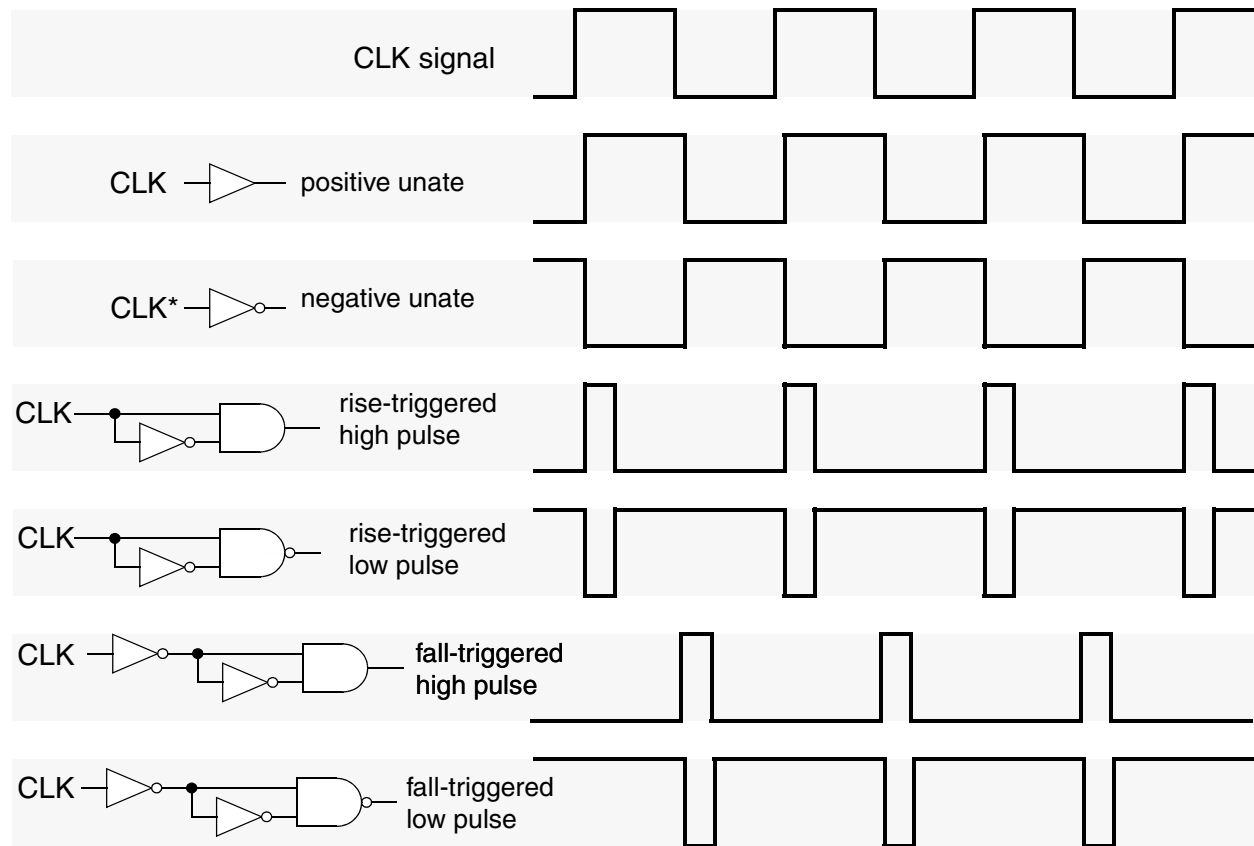 CLK signal
CLK
positive unate
CLK*
negative unate
CLK
rise-triggered
high pulse
CLK
rise-triggered
low pulse
CLK
fall-triggered
high pulse
CLK
fall-triggered
low pulse